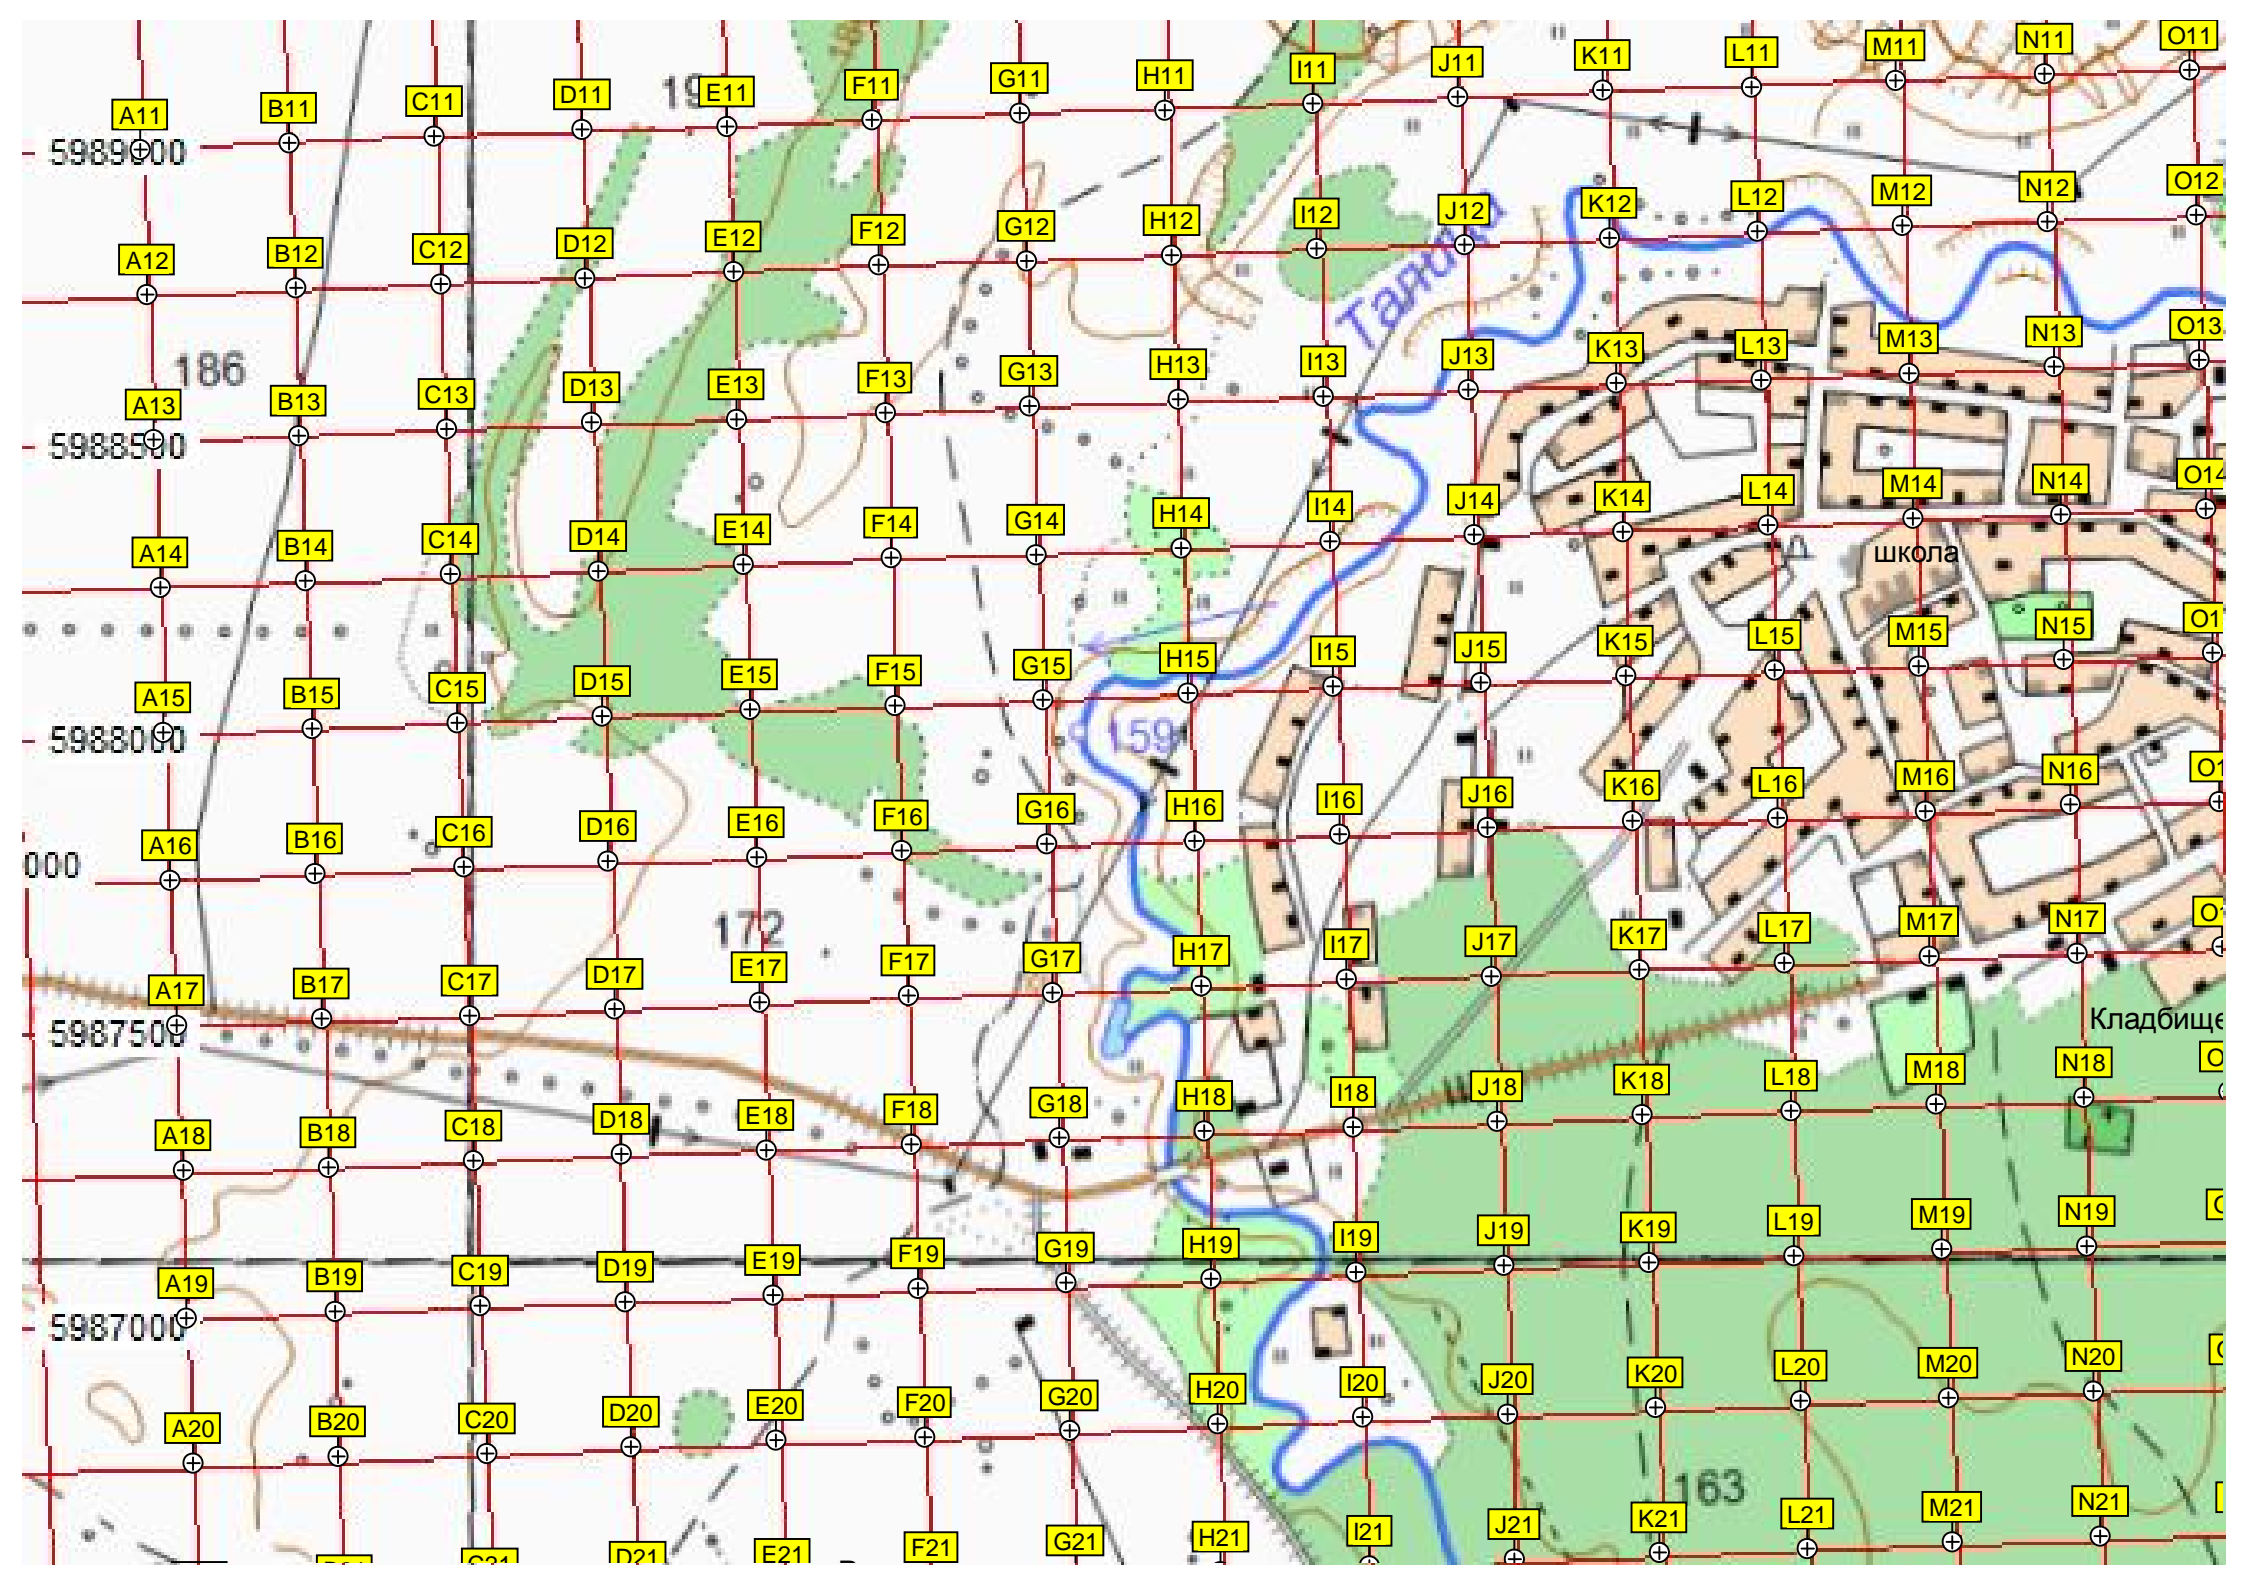 A11 B11 C11 D11 E11 F11 G11 H11 I11 J11 K11 L11 M11 N11 O11
5989000
A12 B12 C12 D12 E12 F12 G12 H12 I12 J12 K12 L12 M12 N12 O12
186
A13 B13 C13 D13 E13 F13 G13 H13 I13 J13 K13 L13 M13 N13 O13
5988500
A14 B14 C14 D14 E14 F14 G14 H14 I14 J14 K14 L14 M14 N14 O14
школа
A15 B15 C15 D15 E15 F15 G15 H15 I15 J15 K15 L15 M15 N15
5988000
159
A16 B16 C16 D16 E16 F16 G16 H16 I16 J16 K16 L16 M16 N16
000
172
A17 B17 C17 D17 E17 F17 G17 H17 I17 J17 K17 L17 M17 N17
5987500
Кладбище
A18 B18 C18 D18 E18 F18 G18 H18 I18 J18 K18 L18 M18 N18
A19 B19 C19 D19 E19 F19 G19 H19 I19 J19 K19 L19 M19 N19
5987000
A20 B20 C20 D20 E20 F20 G20 H20 I20 J20 K20 L20 M20 N20
163
D21 E21 F21 G21 H21 I21 J21 K21 L21 M21 N21